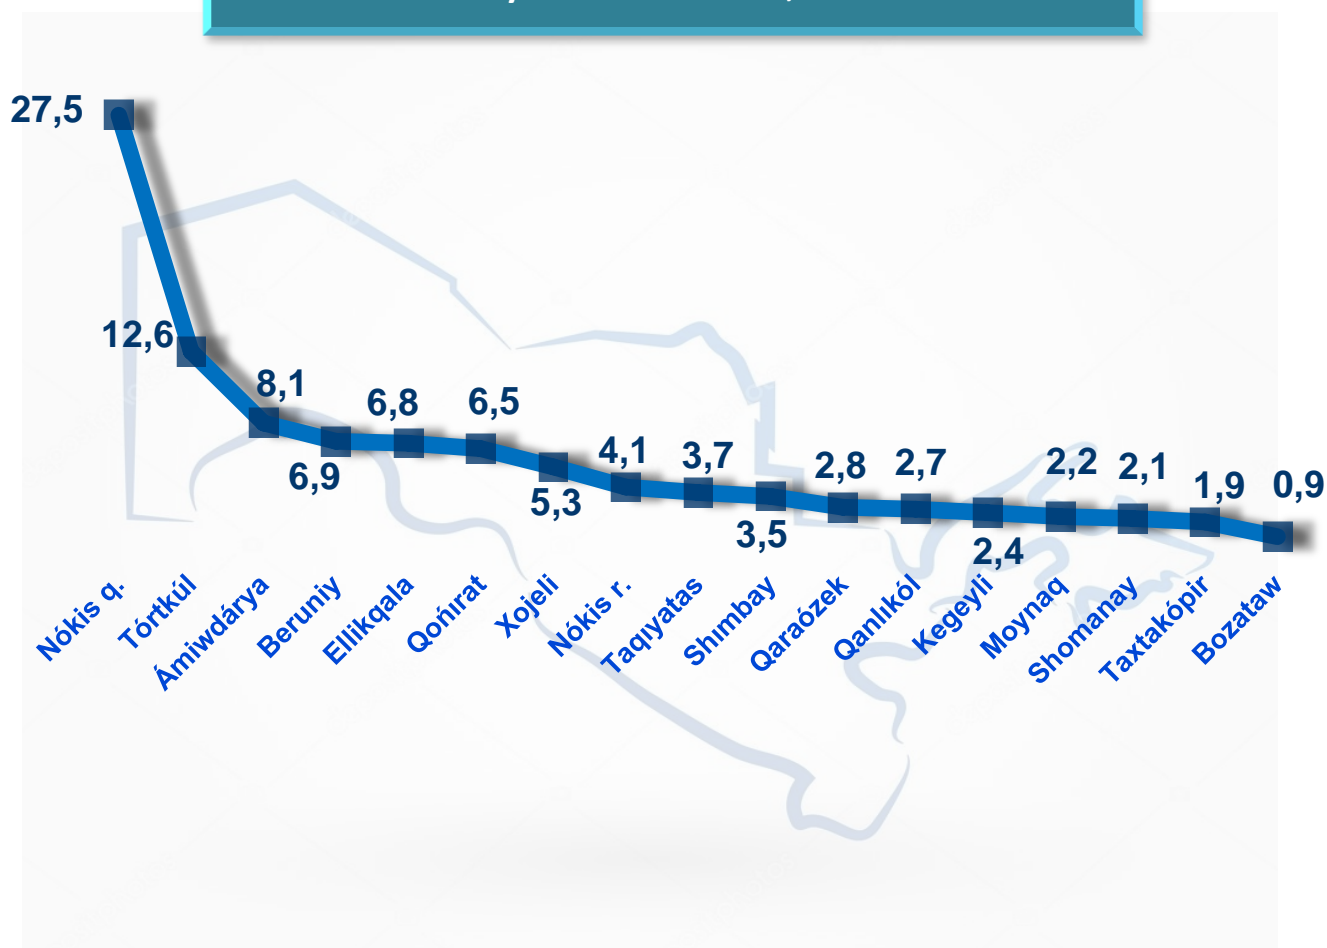 27,5
12,6
8,1
6,9
6,8
6,5
5,3
4,1
3,7
3,5
2,8
2,7
2,4
2,2
2,1
1,9
0,9
Nókis q.
Tórtkúl
Ámiwdárya
Beruniy
Ellikqala
Qońırat
Xojeli
Nókis r.
Taqıyatas
Shımbay
Qaraózek
Qanlıkól
Kegeyli
Moynaq
Shomanay
Taxtakópir
Bozataw